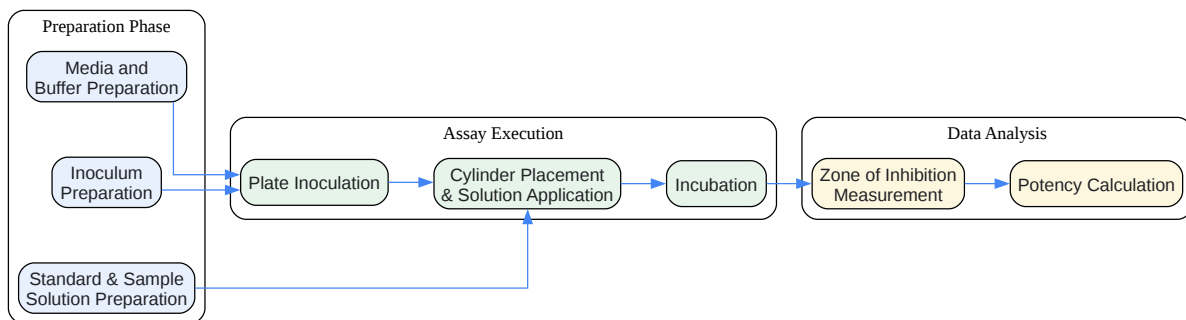 Preparation Phase
Media and
Buffer Preparation
Inoculum
Preparation
Standard & Sample
Solution Preparation
Assay Execution
Plate Inoculation
Cylinder Placement
& Solution Application
Incubation
Data Analysis
Zone of Inhibition
Measurement
Potency Calculation